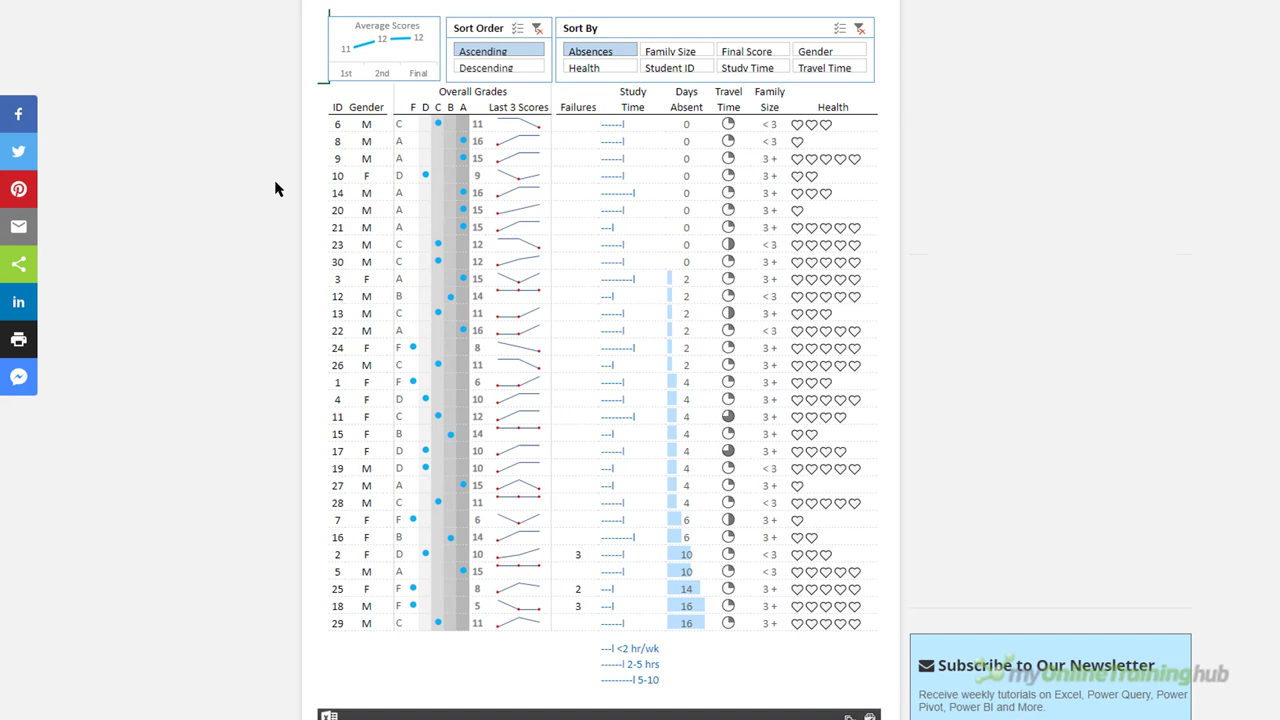 Average Scores
11 12 12
1st 2nd Final
Sort Order
Ascending
Descending
Sort By
Absences Family Size Final Score Gender
Health Student ID Study Time Travel Time
Overall Grades Study Days Travel Family
ID Gender F D C B A Last 3 Scores Failures Time Absent Time Size Health
6 M C 11 0 < 3
8 M A 16 0 < 3
9 M A 15 0 3 +
10 F D 9 0 3 +
14 M A 16 0 3 +
20 M A 15 0 3 +
21 M A 15 0 3 +
23 M C 12 0 < 3
30 M C 12 0 3 +
3 F A 15 2 3 +
12 M B 14 2 < 3
13 M C 11 2 3 +
22 M A 16 2 < 3
24 F F 8 2 3 +
26 M C 11 2 3 +
1 F F 6 4 3 +
4 F D 10 4 3 +
11 F C 12 4 3 +
15 F B 14 4 3 +
17 F D 10 4 3 +
19 M D 10 4 < 3
27 M A 15 4 3 +
28 M C 11 4 < 3
7 F F 6 6 3 +
16 F B 14 6 3 +
2 F D 10 3 10 < 3
5 M A 15 10 < 3
25 F F 8 2 14 3 +
18 M F 5 3 16 3 +
29 M C 11 16 3 +
---l <2 hr/wk
------l 2-5 hrs
---------l 5-10
Subscribe to Our Newsletter
Receive weekly tutorials on Excel, Power Query, Power
Pivot, Power BI and More.